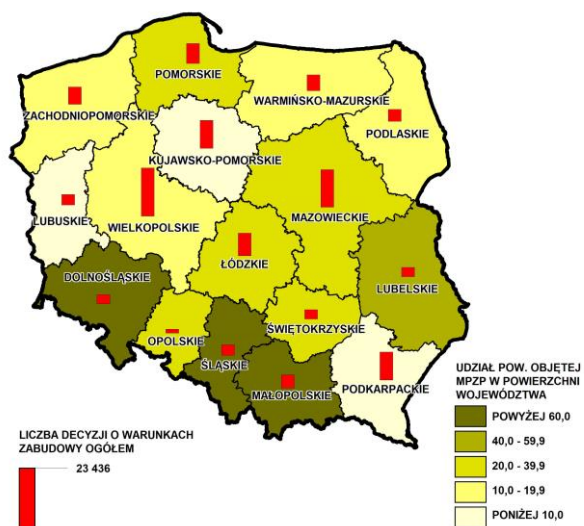 POMORSKIE
WARMIŃSKO-MAZURSKIE
ZACHODNIOPOMORSKIE
PODLASKIE
KUJAWSKO-POMORSKIE
LUBUSKIE
WIELKOPOLSKIE
MAZOWIECKIE
ŁÓDZKIE
DOLNOŚLĄSKIE
LUBELSKIE
OPOLSKIE
ŚWIĘTOKRZYSKIE
ŚLĄSKIE
MAŁOPOLSKIE
PODKARPACKIE
LICZBA DECYZJI O WARUNKACH
ZABUDOWY OGÓŁEM
23 436
UDZIAŁ POW. OBJĘTEJ
MPZP W POWIERZCHNI
WOJEWÓDZTWA
POWYŻEJ 60,0
40,0 - 59,9
20,0 - 39,9
10,0 - 19,9
PONIŻEJ 10,0